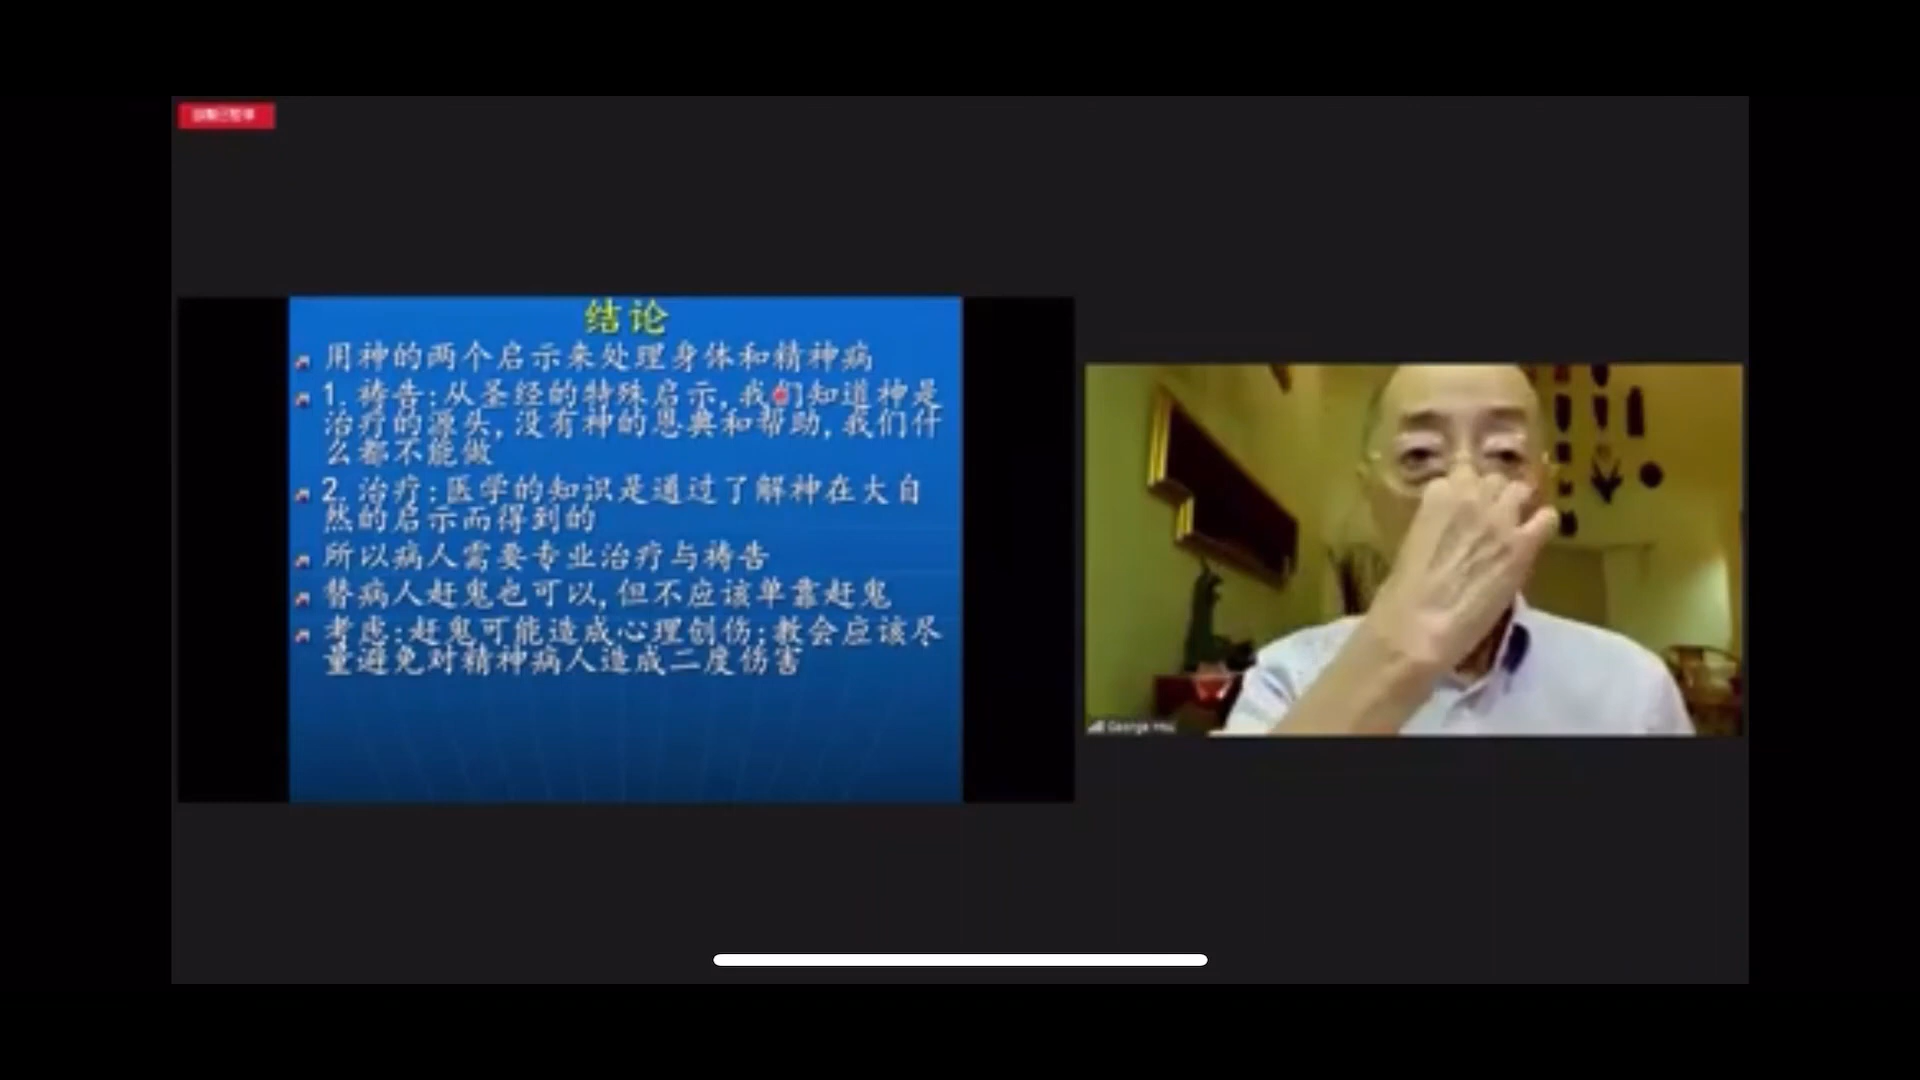 结论
用神的两个启示来处理身体和精神病
1. 祷告:从圣经的特殊启示,我们知道神是
治疗的源头,没有神的恩典和帮助,我们什
么都不能做
2. 治疗:医学的知识是通过了解神在大自
然的启示而得到的
所以病人需要专业治疗与祷告
替病人赶鬼也可以,但不应该单靠赶鬼
考虑:赶鬼可能造成心理创伤;教会应该尽
量避免对精神病人造成二度伤害
George